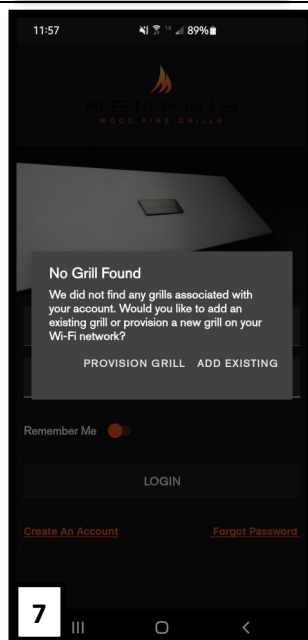 11:57
1X
89%
MEMPHIS
WOOD FIRE GRILLS
No Grill Found
We did not find any grills associated with
your account. Would you like to add an
existing grill or provision a new grill on your
Wi-Fi network?
PROVISION GRILL ADD EXISTING
Remember Me
LOGIN
Create An Account Forgot Password
7